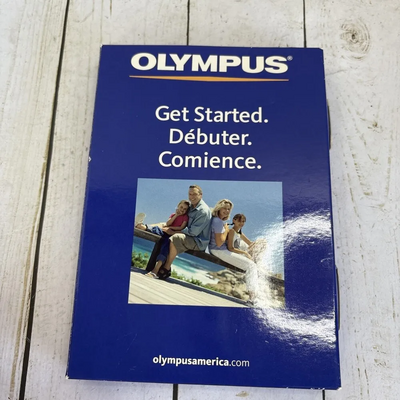 OLYMPUS®
Get Started.
Débuter.
Comience.
olympusamerica.com